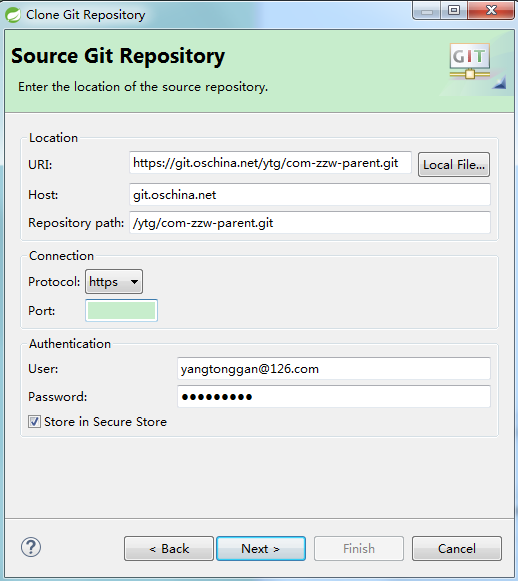 Clone Git Repository
Source Git Repository
GIT
Enter the location of the source repository.
Location
URI: https://git.oschina.net/ytg/com-zzw-parent.git Local File...
Host: git.oschina.net
Repository path: /ytg/com-zzw-parent.git
Connection
Protocol: https
Port:
Authentication
User: yangtonggan@126.com
Password: ●●●●●●●●●
Store in Secure Store
? < Back Next > Finish Cancel